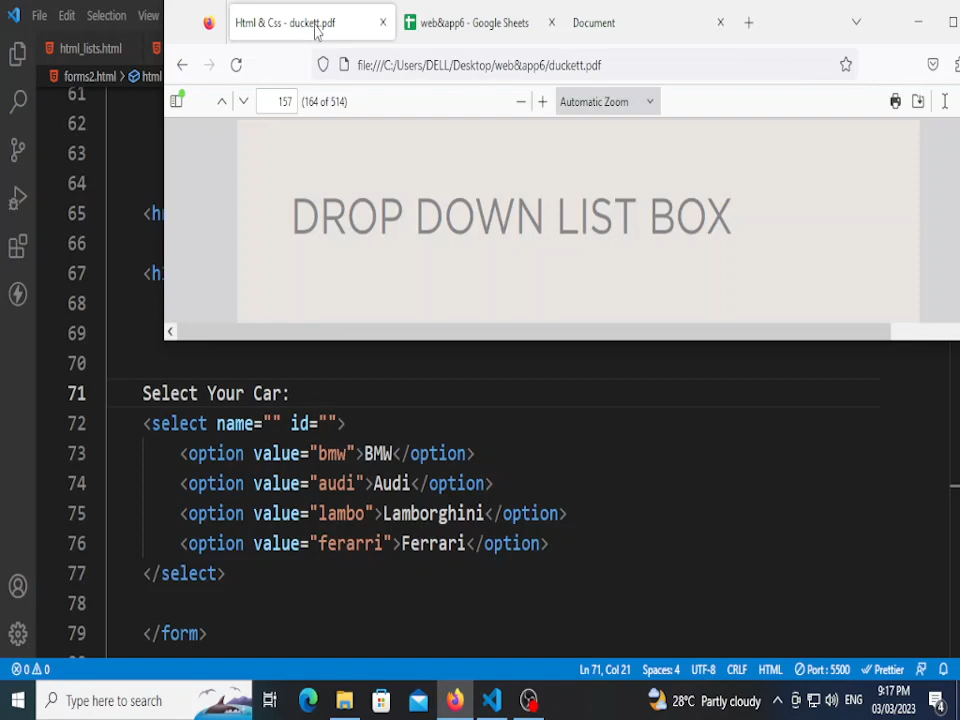 File Edit Selection View
Html & Css - duckett.pdf
web&app6 - Google Sheets
Document
html_lists.html
forms2.html > html
file:///C:/Users/DELL/Desktop/web&app6/duckett.pdf
157 (164 of 514)
Automatic Zoom
DROP DOWN LIST BOX
61
62
63
64
65 <h
66
67 <h
68
69
70
71 Select Your Car:
72 <select name="" id="">
73 <option value="bmw">BMW</option>
74 <option value="audi">Audi</option>
75 <option value="lambo">Lamborghini</option>
76 <option value="ferarri">Ferrari</option>
77 </select>
78
79 </form>
0 0
Ln 71, Col 21 Spaces: 4 UTF-8 CRLF HTML Port : 5500 Prettier
Type here to search
28°C Partly cloudy
ENG
9:17 PM
03/03/2023
4